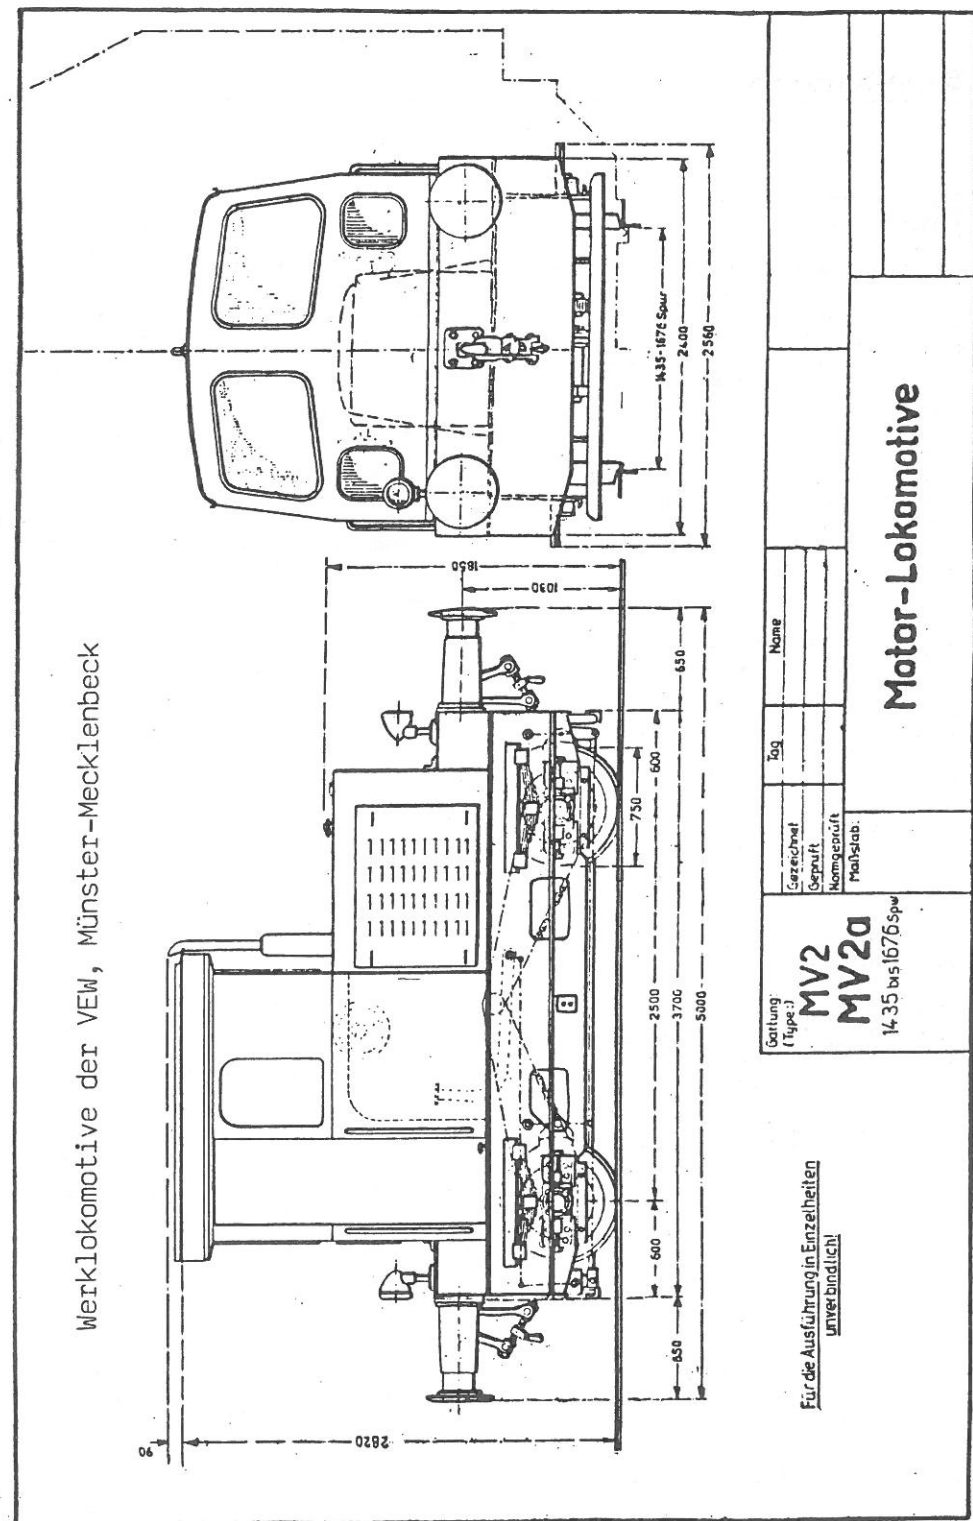 Werklokomotive der VEW, Münster-Mecklenbeck
90
2820
1850
1030
650
600
2500
600
650
750
3700
5000
1435-1676 Spur
2400
2560
Für die Ausführung in Einzelheiten
unverbindlich!
Gattung:
(Type:)
MV2
MV2a
1435 bis 1676 Spur
Tag
Name
Gezeichnet
Geprüft
Normgeprüft
Maßstab:
Motor-Lokomotive